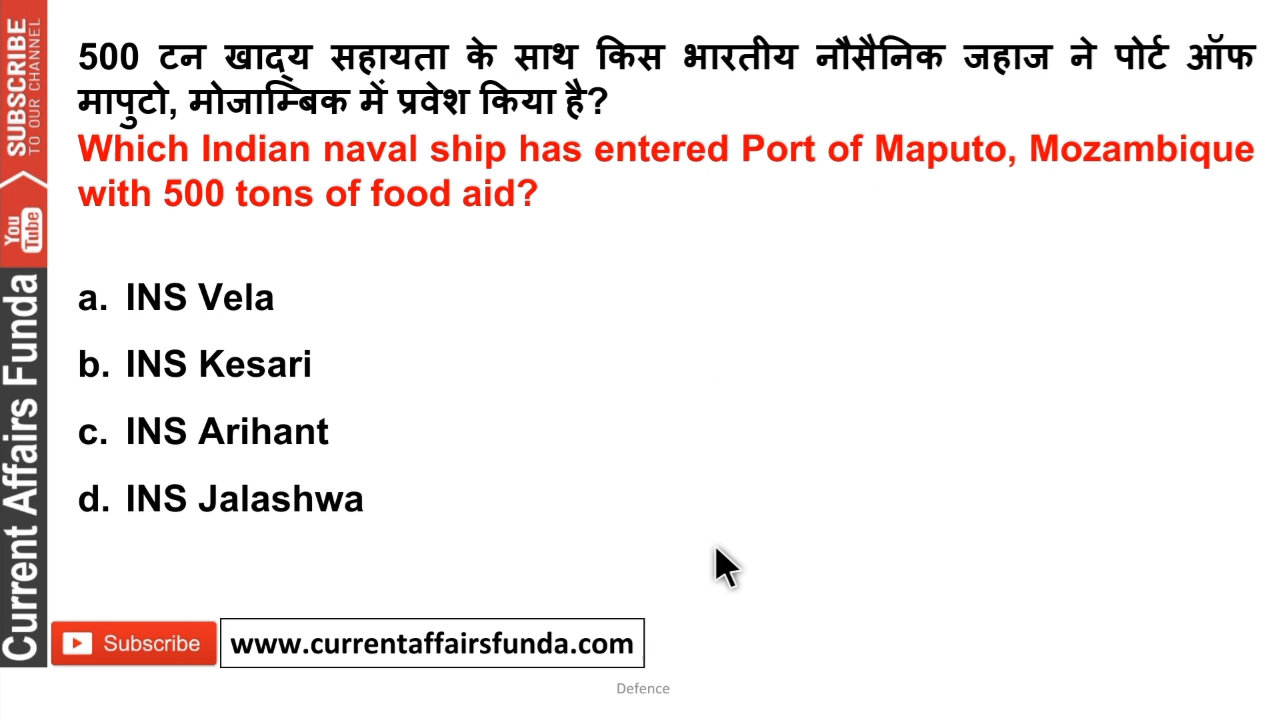 500 टन खाद्य सहायता के साथ किस भारतीय नौसैनिक जहाज ने पोर्ट ऑफ
मापुटो, मोजाम्बिक में प्रवेश किया है?
Which Indian naval ship has entered Port of Maputo, Mozambique
with 500 tons of food aid?
a. INS Vela
b. INS Kesari
c. INS Arihant
d. INS Jalashwa
SUBSCRIBE
TO OUR CHANNEL
You
Tube
Current Affairs Funda
Subscribe
www.currentaffairsfunda.com
Defence